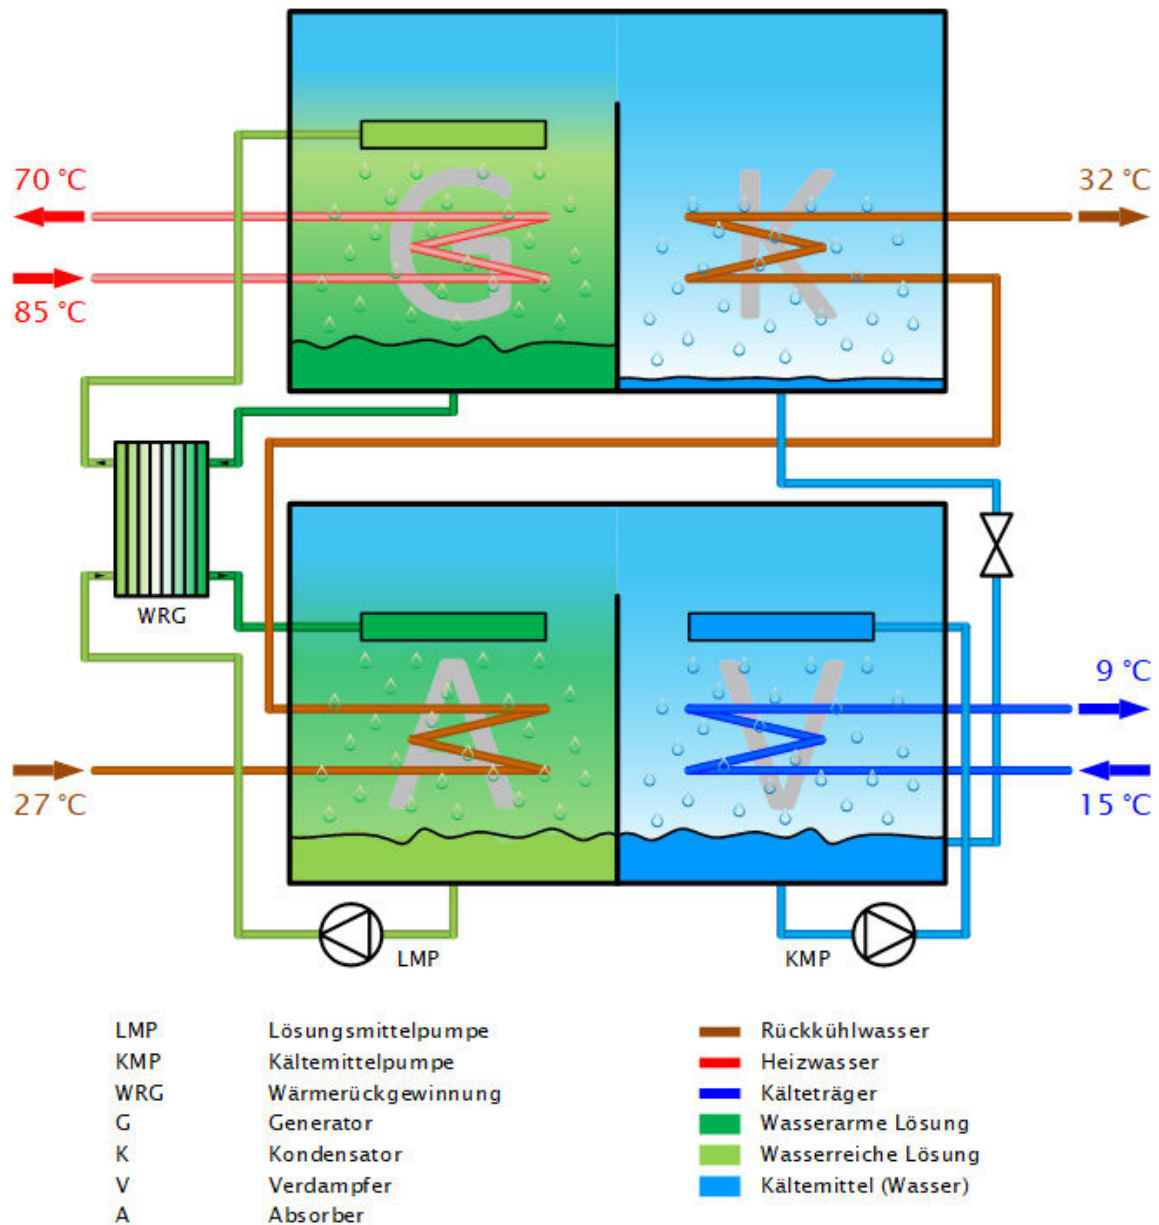 70 °C
85 °C
G
K
32 °C
WRG
A
V
9 °C
15 °C
27 °C
LMP
KMP
LMP Lösungsmittelpumpe
KMP Kältemittelpumpe
WRG Wärmerückgewinnung
G Generator
K Kondensator
V Verdampfer
A Absorber
Rückkühlwasser
Heizwasser
Kälteträger
Wasserarme Lösung
Wasserreiche Lösung
Kältemittel (Wasser)